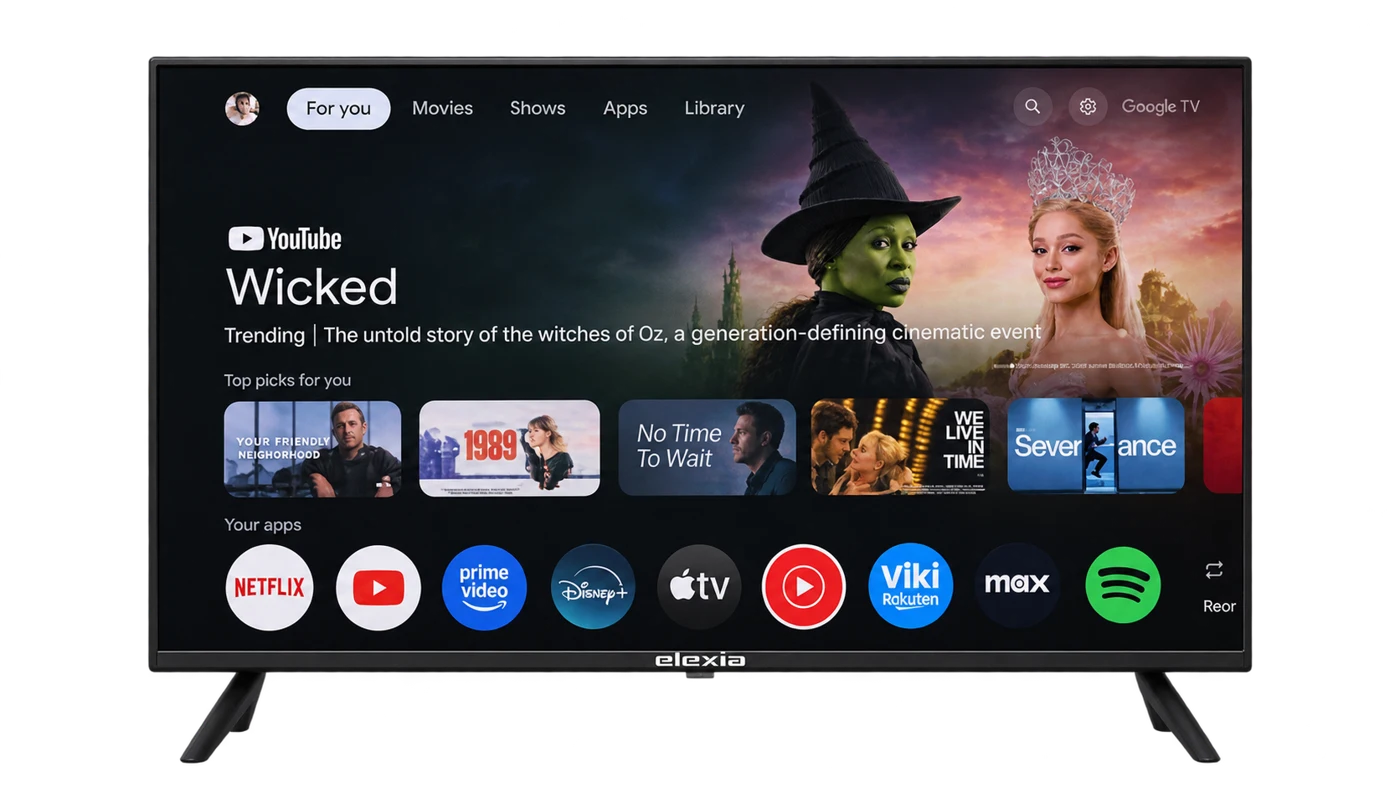 For you Movies Shows Apps Library Google TV
YouTube
Wicked
Trending | The untold story of the witches of Oz, a generation-defining cinematic event
Top picks for you
YOUR FRIENDLY
NEIGHORHOOD
1989
No Time
To Wait
WE
LIVE
IN
TIME
Severance
Your apps
NETFLIX
prime
video
Disney+
tv
Viki
Rakuten
max
Reor
elexia